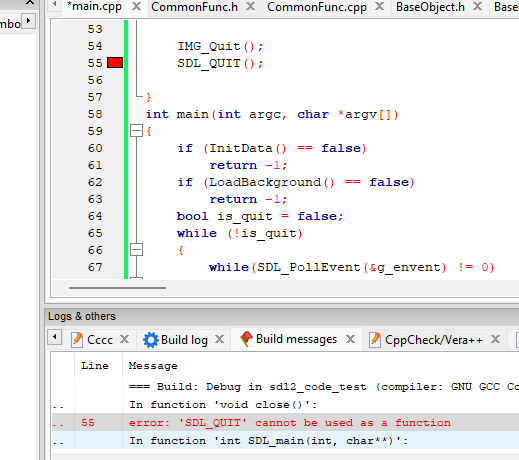 *main.cpp CommonFunc.h CommonFunc.cpp BaseObject.h Base
mbo
53
54 IMG_Quit();
55 SDL_QUIT();
56
57 }
58 int main(int argc, char *argv[])
59 {
60 if (InitData() == false)
61 return -1;
62 if (LoadBackground() == false)
63 return -1;
64 bool is_quit = false;
65 while (!is_quit)
66 {
67 while(SDL_PollEvent(&g_envent) != 0)
Logs & others
Cccc Build log Build messages CppCheck/Vera++
Line Message
=== Build: Debug in sdl2_code_test (compiler: GNU GCC Co
.. In function 'void close()':
.. 55 error: 'SDL_QUIT' cannot be used as a function
.. In function 'int SDL_main(int, char**)':